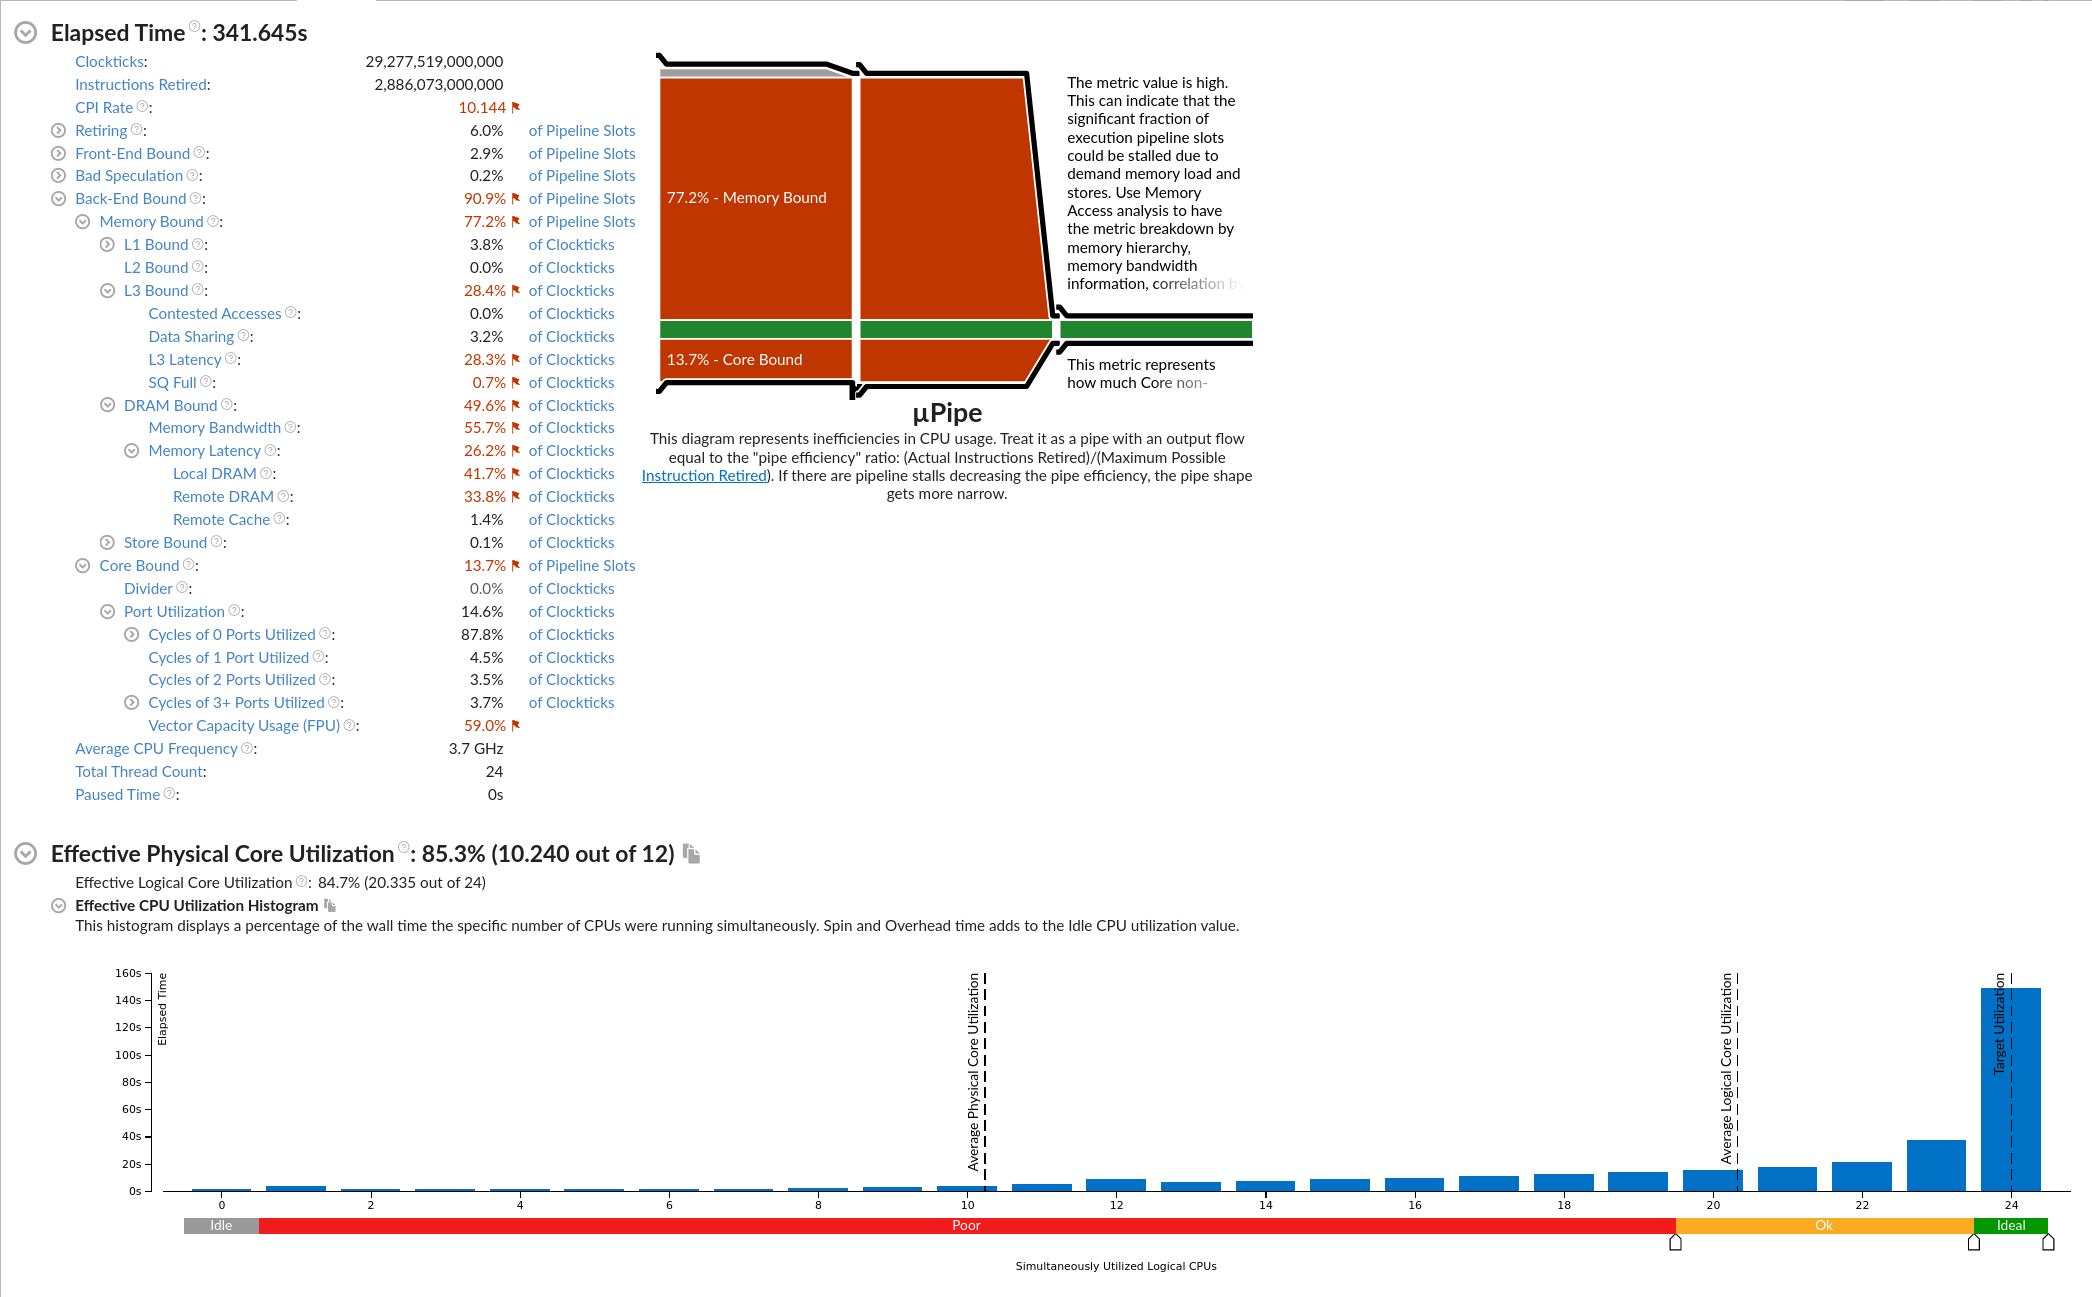 Elapsed Time ?: 341.645s
Clockticks: 29,277,519,000,000
Instructions Retired: 2,886,073,000,000
CPI Rate ?: 10.144
Retiring ?: 6.0% of Pipeline Slots
Front-End Bound ?: 2.9% of Pipeline Slots
Bad Speculation ?: 0.2% of Pipeline Slots
Back-End Bound ?: 90.9% of Pipeline Slots
Memory Bound ?: 77.2% of Pipeline Slots
L1 Bound ?: 3.8% of Clockticks
L2 Bound ?: 0.0% of Clockticks
L3 Bound ?: 28.4% of Clockticks
Contested Accesses ?: 0.0% of Clockticks
Data Sharing ?: 3.2% of Clockticks
L3 Latency ?: 28.3% of Clockticks
SQ Full ?: 0.7% of Clockticks
DRAM Bound ?: 49.6% of Clockticks
Memory Bandwidth ?: 55.7% of Clockticks
Memory Latency ?: 26.2% of Clockticks
Local DRAM ?: 41.7% of Clockticks
Remote DRAM ?: 33.8% of Clockticks
Remote Cache ?: 1.4% of Clockticks
Store Bound ?: 0.1% of Clockticks
Core Bound ?: 13.7% of Pipeline Slots
Divider ?: 0.0% of Clockticks
Port Utilization ?: 14.6% of Clockticks
Cycles of 0 Ports Utilized ?: 87.8% of Clockticks
Cycles of 1 Port Utilized ?: 4.5% of Clockticks
Cycles of 2 Ports Utilized ?: 3.5% of Clockticks
Cycles of 3+ Ports Utilized ?: 3.7% of Clockticks
Vector Capacity Usage (FPU) ?: 59.0%
Average CPU Frequency ?: 3.7 GHz
Total Thread Count: 24
Paused Time ?: 0s
77.2% - Memory Bound
13.7% - Core Bound
The metric value is high.
This can indicate that the
significant fraction of
execution pipeline slots
could be stalled due to
demand memory load and
stores. Use Memory
Access analysis to have
the metric breakdown by
memory hierarchy,
memory bandwidth
information, correlation by
This metric represents
how much Core non-
µPipe
This diagram represents inefficiencies in CPU usage. Treat it as a pipe with an output flow
equal to the "pipe efficiency" ratio: (Actual Instructions Retired)/(Maximum Possible
Instruction Retired). If there are pipeline stalls decreasing the pipe efficiency, the pipe shape
gets more narrow.
Effective Physical Core Utilization ?: 85.3% (10.240 out of 12)
Effective Logical Core Utilization ?: 84.7% (20.335 out of 24)
Effective CPU Utilization Histogram
This histogram displays a percentage of the wall time the specific number of CPUs were running simultaneously. Spin and Overhead time adds to the Idle CPU utilization value.
160s
140s
120s
100s
80s
60s
40s
20s
0s
Elapsed Time
Average Physical Core Utilization
Average Logical Core Utilization
Target Utilization
0 2 4 6 8 10 12 14 16 18 20 22 24
Idle Poor Ok Ideal
Simultaneously Utilized Logical CPUs